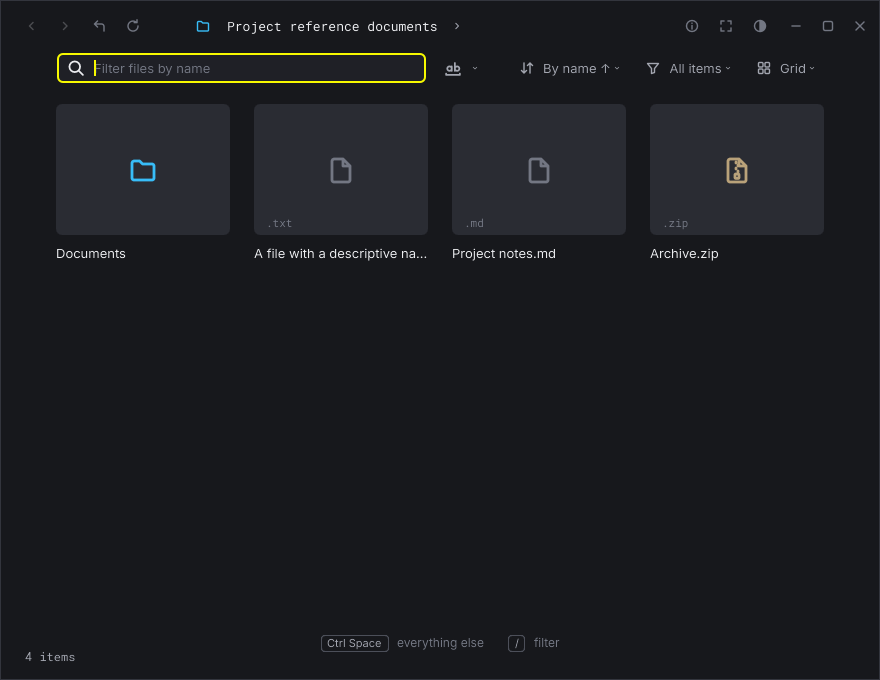 Project reference documents
Filter files by name
ab
By name ↑
All items
Grid
.txt
.md
.zip
Documents
A file with a descriptive na...
Project notes.md
Archive.zip
Ctrl Space everything else / filter
4 items